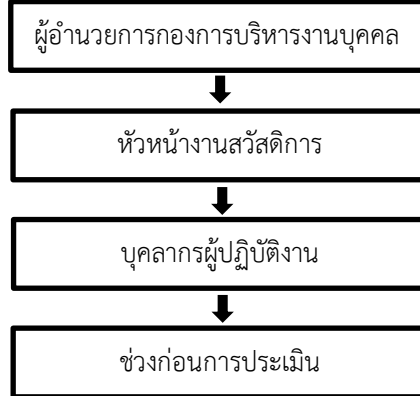 ผู้อำนวยการกองการบริหารงานบุคคล
หัวหน้างานสวัสดิการ
บุคลากรผู้ปฏิบัติงาน
ช่วงก่อนการประเมิน